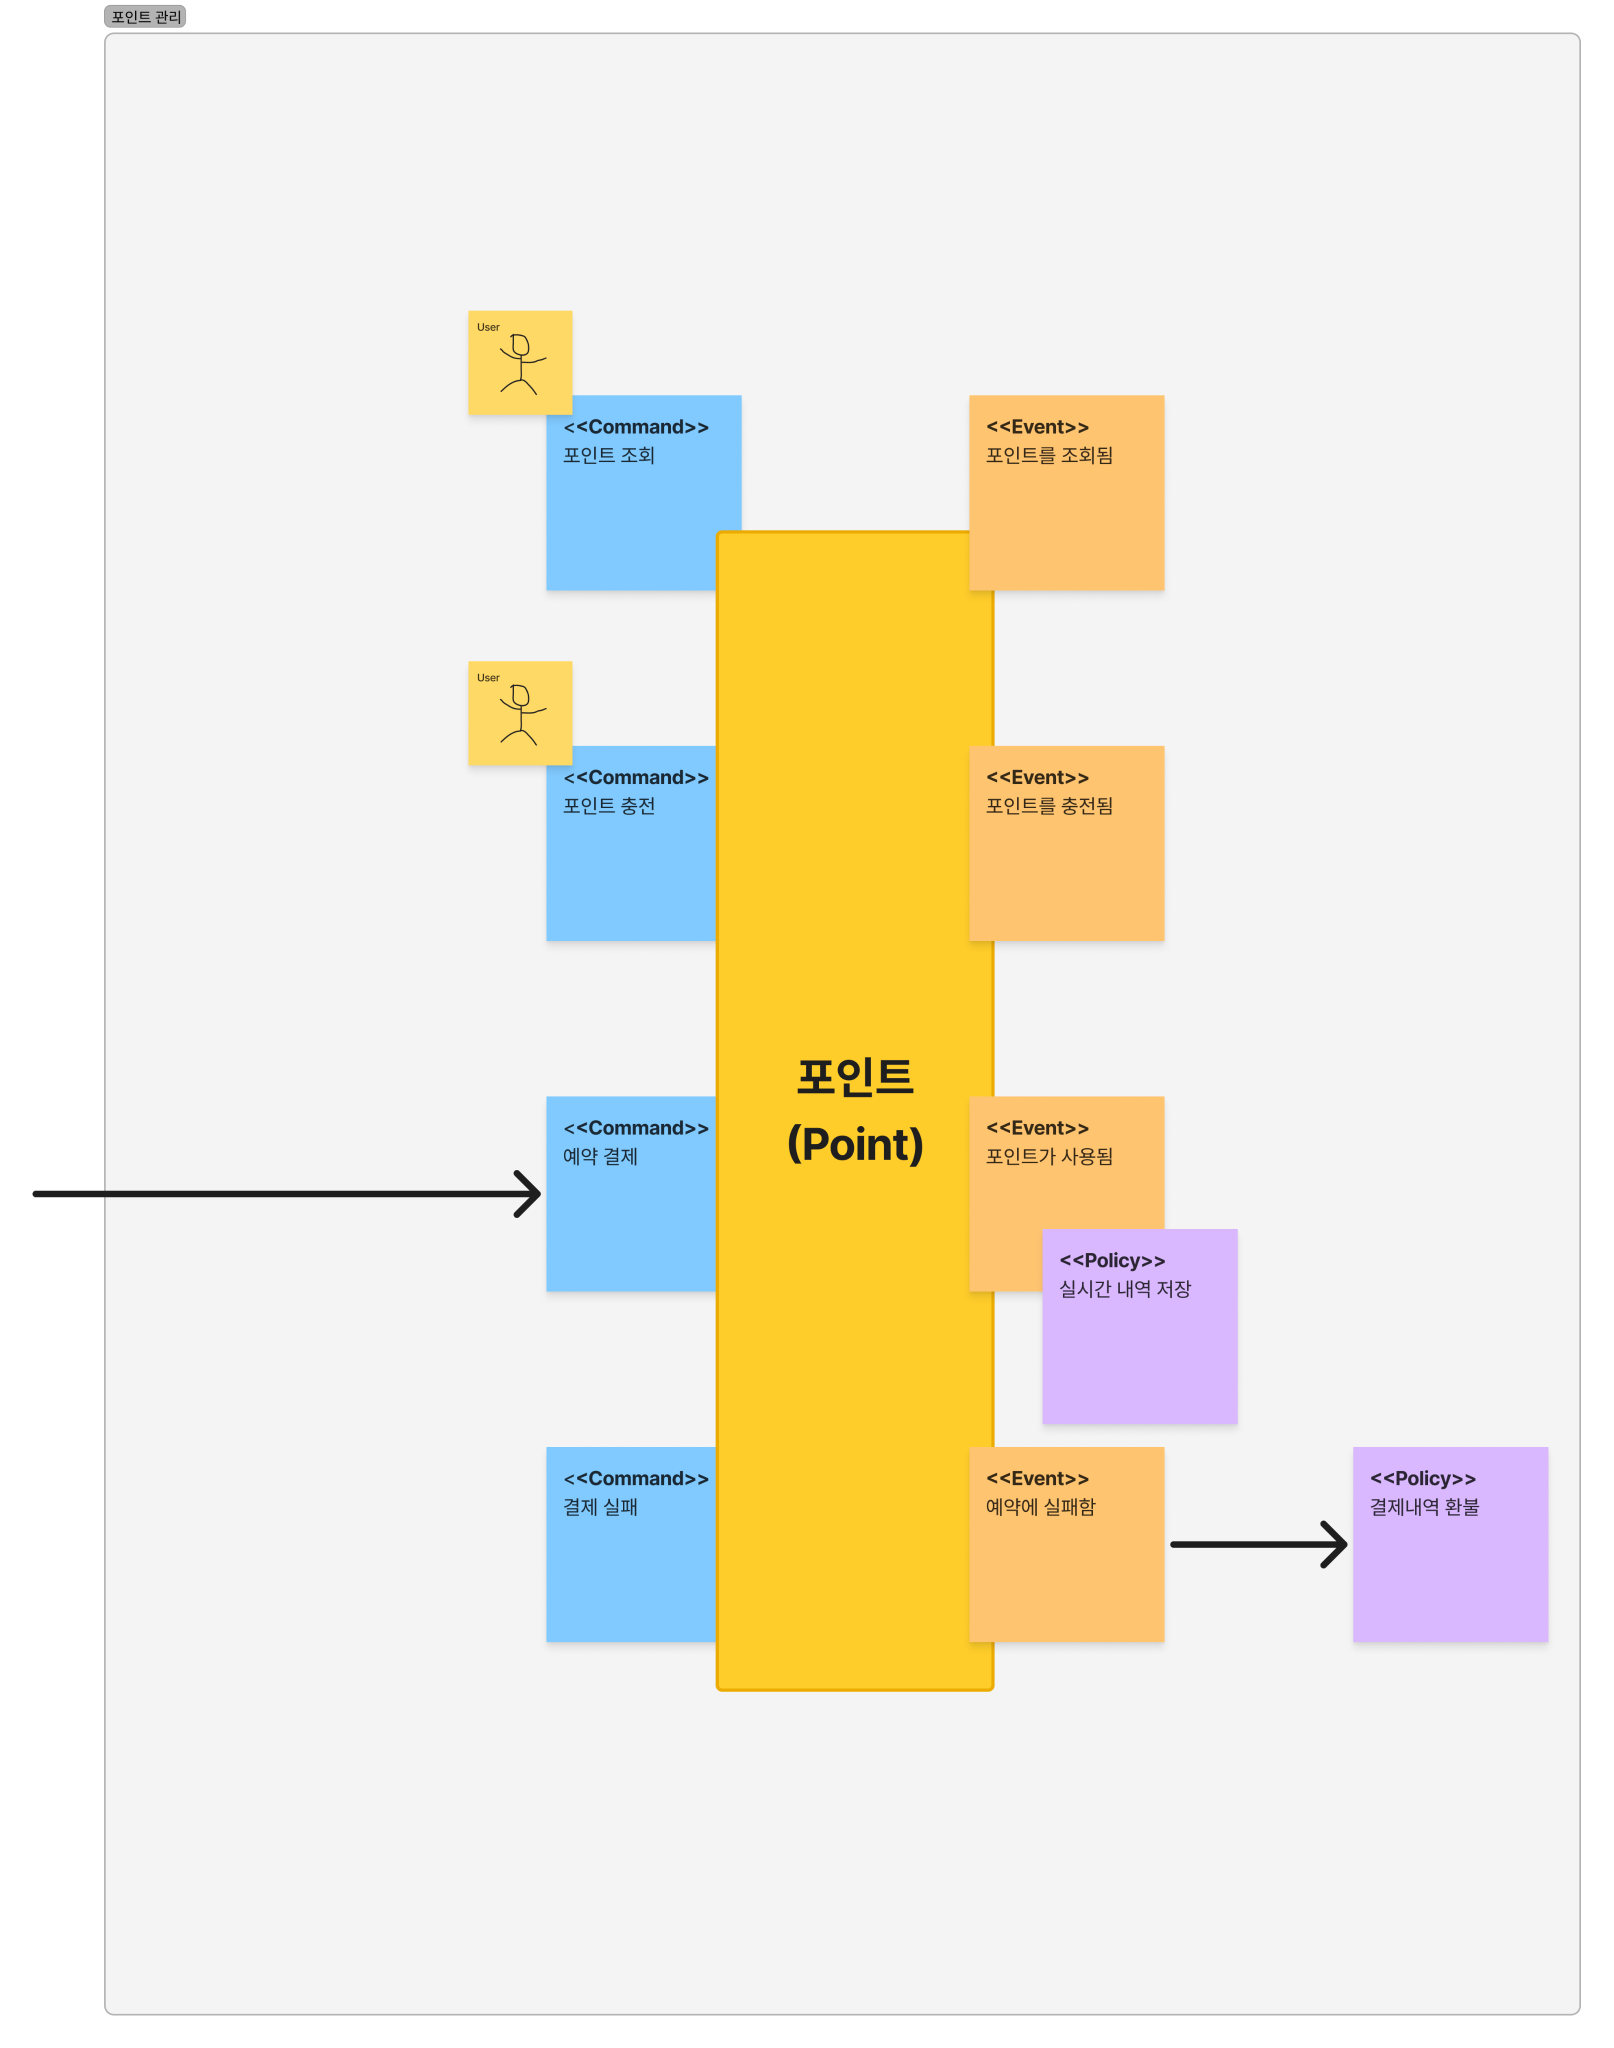 포인트 관리
User
<<Command>>
포인트 조회
<<Event>>
포인트를 조회됨
User
<<Command>>
포인트 충전
<<Event>>
포인트를 충전됨
포인트
(Point)
<<Command>>
예약 결제
<<Event>>
포인트가 사용됨
<<Policy>>
실시간 내역 저장
<<Command>>
결제 실패
<<Event>>
예약에 실패함
<<Policy>>
결제내역 환불